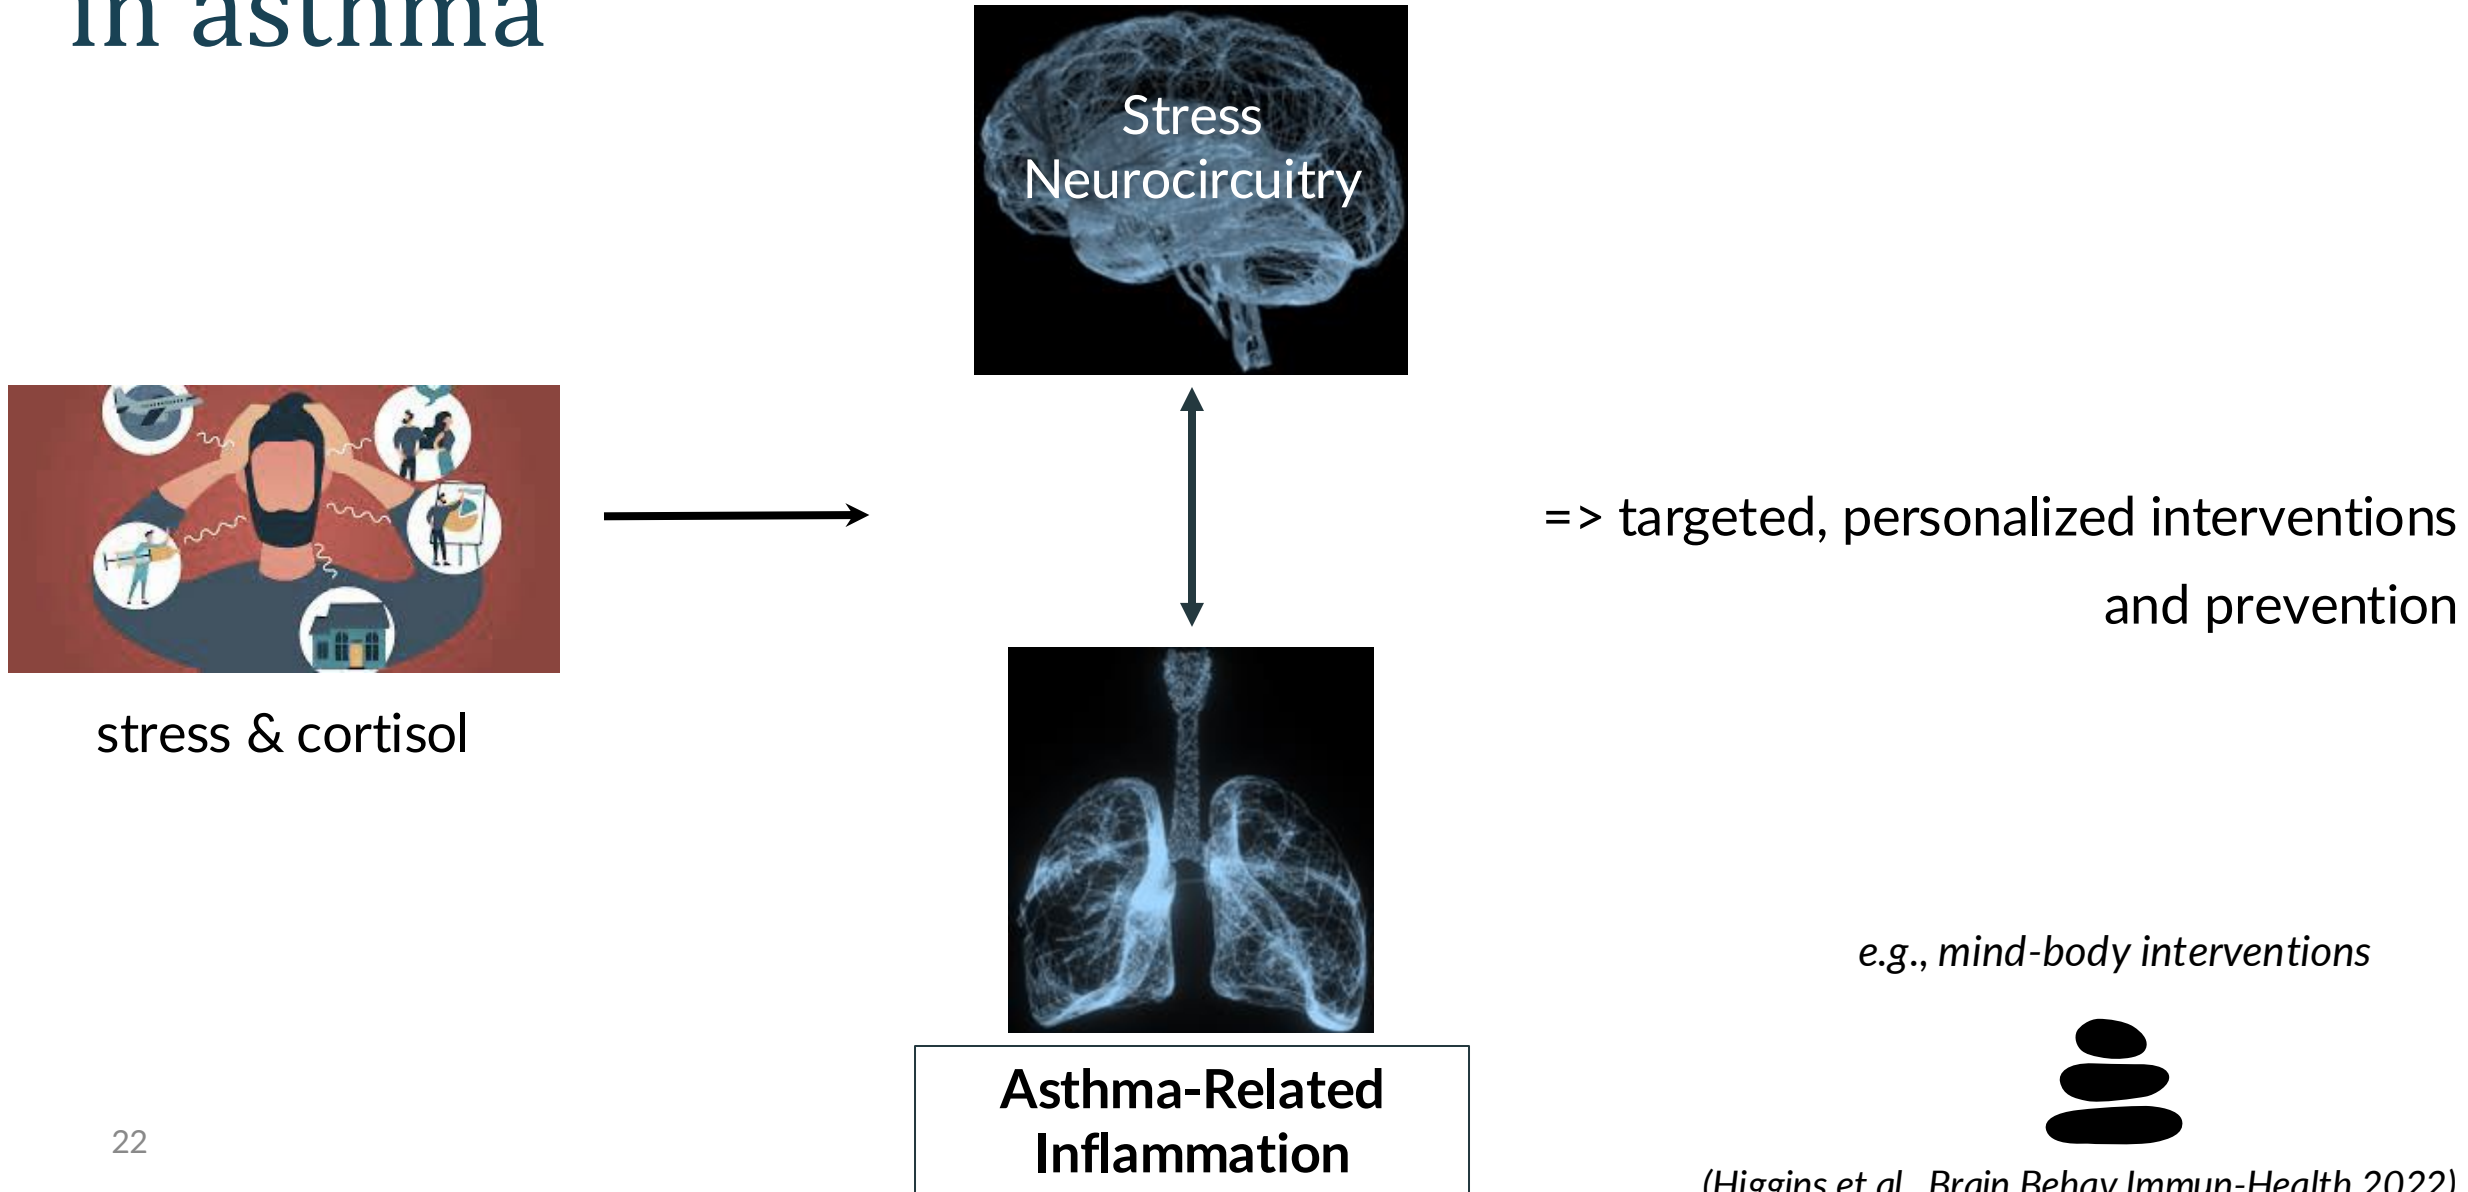 in asthma
Stress
Neurocircuitry
=> targeted, personalized interventions
and prevention
stress & cortisol
e.g., mind-body interventions
Asthma-Related
Inflammation
22
(Higgins et al., Brain Behav Immun-Health 2022)